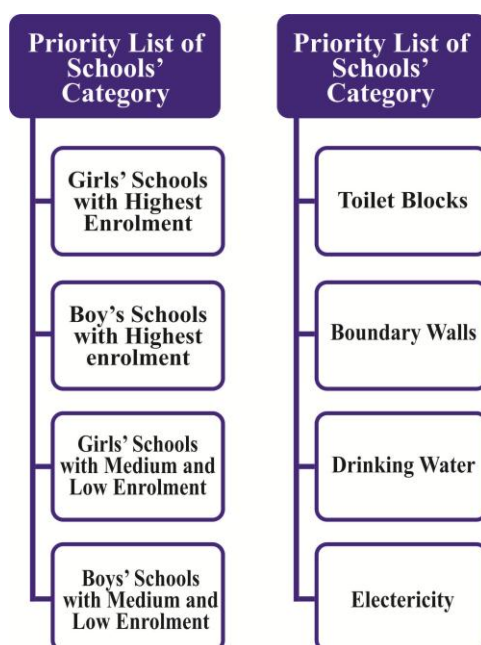 Priority List of
Schools'
Category
Girls' Schools
with Highest
Enrolment
Boy's Schools
with Highest
enrolment
Girls' Schools
with Medium and
Low Enrolment
Boys' Schools
with Medium and
Low Enrolment
Priority List of
Schools'
Category
Toilet Blocks
Boundary Walls
Drinking Water
Electericity